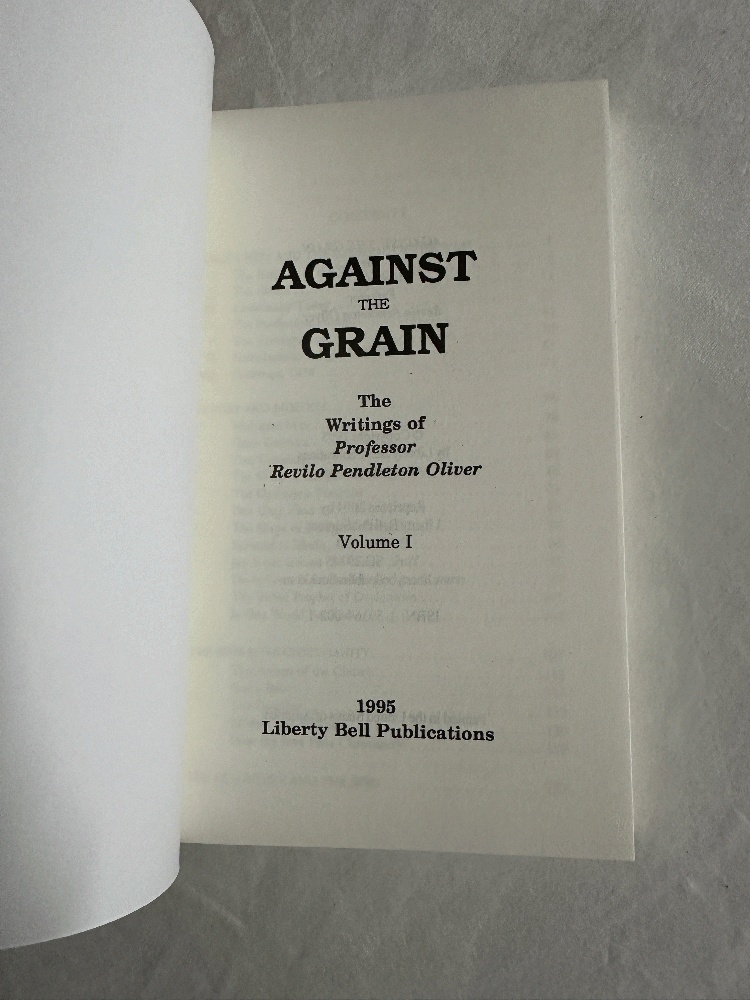 AGAINST
THE
GRAIN
The
Writings of
Professor
Revilo Pendleton Oliver
Volume I
1995
Liberty Bell Publications